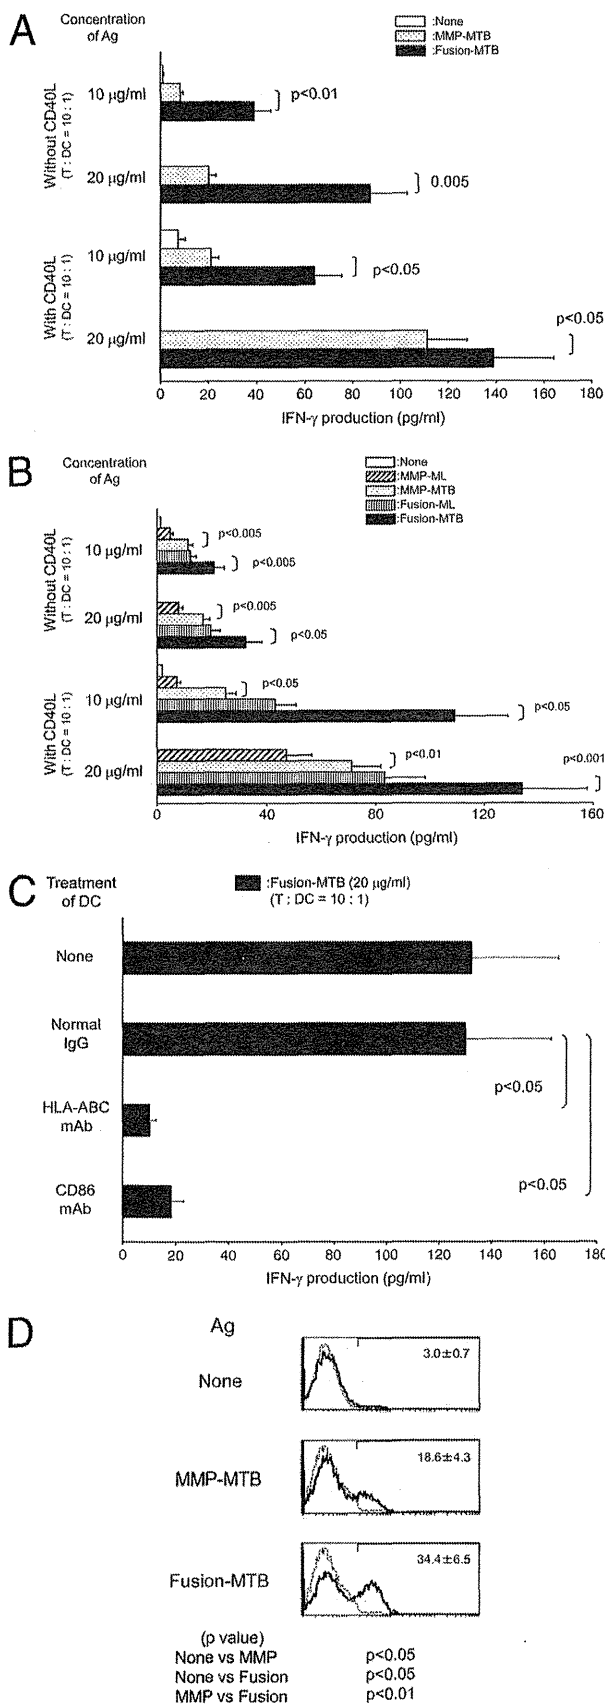 A
Concentration
of Ag
:None
:MMP-MTB
:Fusion-MTB
Without CD40L
(T : DC = 10 : 1)
10 μg/ml
p<0.01
20 μg/ml
0.005
With CD40L
(T : DC = 10 : 1)
10 μg/ml
p<0.05
20 μg/ml
p<0.05
0 20 40 60 80 100 120 140 160 180
IFN-γ production (pg/ml)
B
Concentration
of Ag
:None
:MMP-ML
:MMP-MTB
:Fusion-ML
:Fusion-MTB
Without CD40L
(T : DC = 10 : 1)
10 μg/ml
p<0.005
p<0.005
20 μg/ml
p<0.005
p<0.05
With CD40L
(T : DC = 10 : 1)
10 μg/ml
p<0.05
p<0.05
20 μg/ml
p<0.01
p<0.001
0 40 80 120 160
IFN-γ production (pg/ml)
C
Treatment
of DC
:Fusion-MTB (20 μg/ml)
(T : DC = 10 : 1)
None
Normal
IgG
HLA-ABC
mAb
CD86
mAb
p<0.05
p<0.05
0 20 40 60 80 100 120 140 160 180
IFN-γ production (pg/ml)
D
Ag
None
3.0±0.7
MMP-MTB
18.6±4.3
Fusion-MTB
34.4±6.5
(p value)
None vs MMP p<0.05
None vs Fusion p<0.05
MMP vs Fusion p<0.01